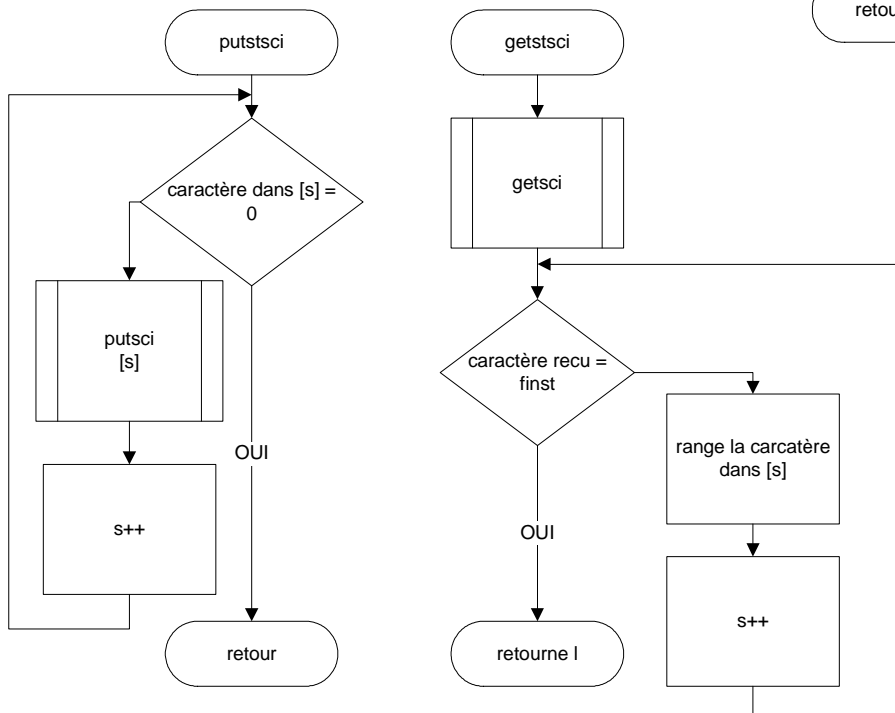 putstsci
caractère dans [s] =
0
putsci
[s]
OUI
s++
retour
getstsci
getsci
caractère recu =
finst
range la carcatère
dans [s]
OUI
s++
retourne l